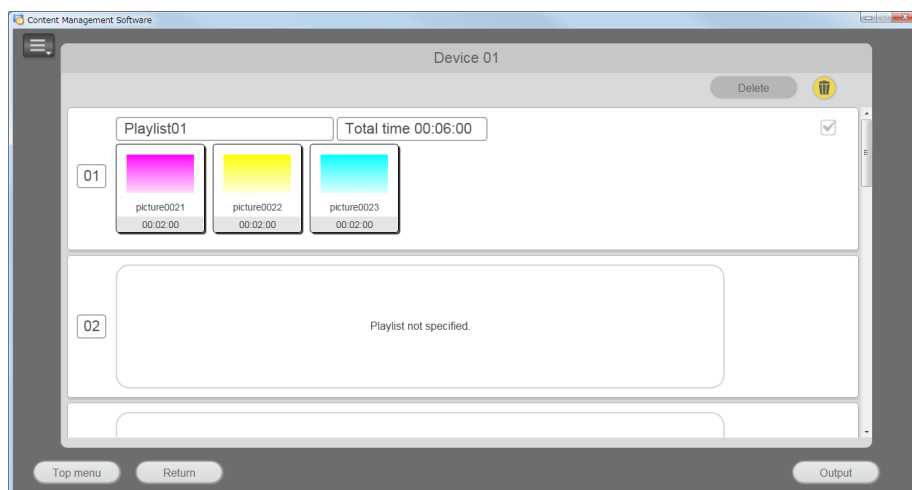 Content Management Software
Device 01
Delete
Playlist01 Total time 00:06:00
01
picture0021 picture0022 picture0023
00:02:00 00:02:00 00:02:00
02
Playlist not specified.
Top menu Return Output